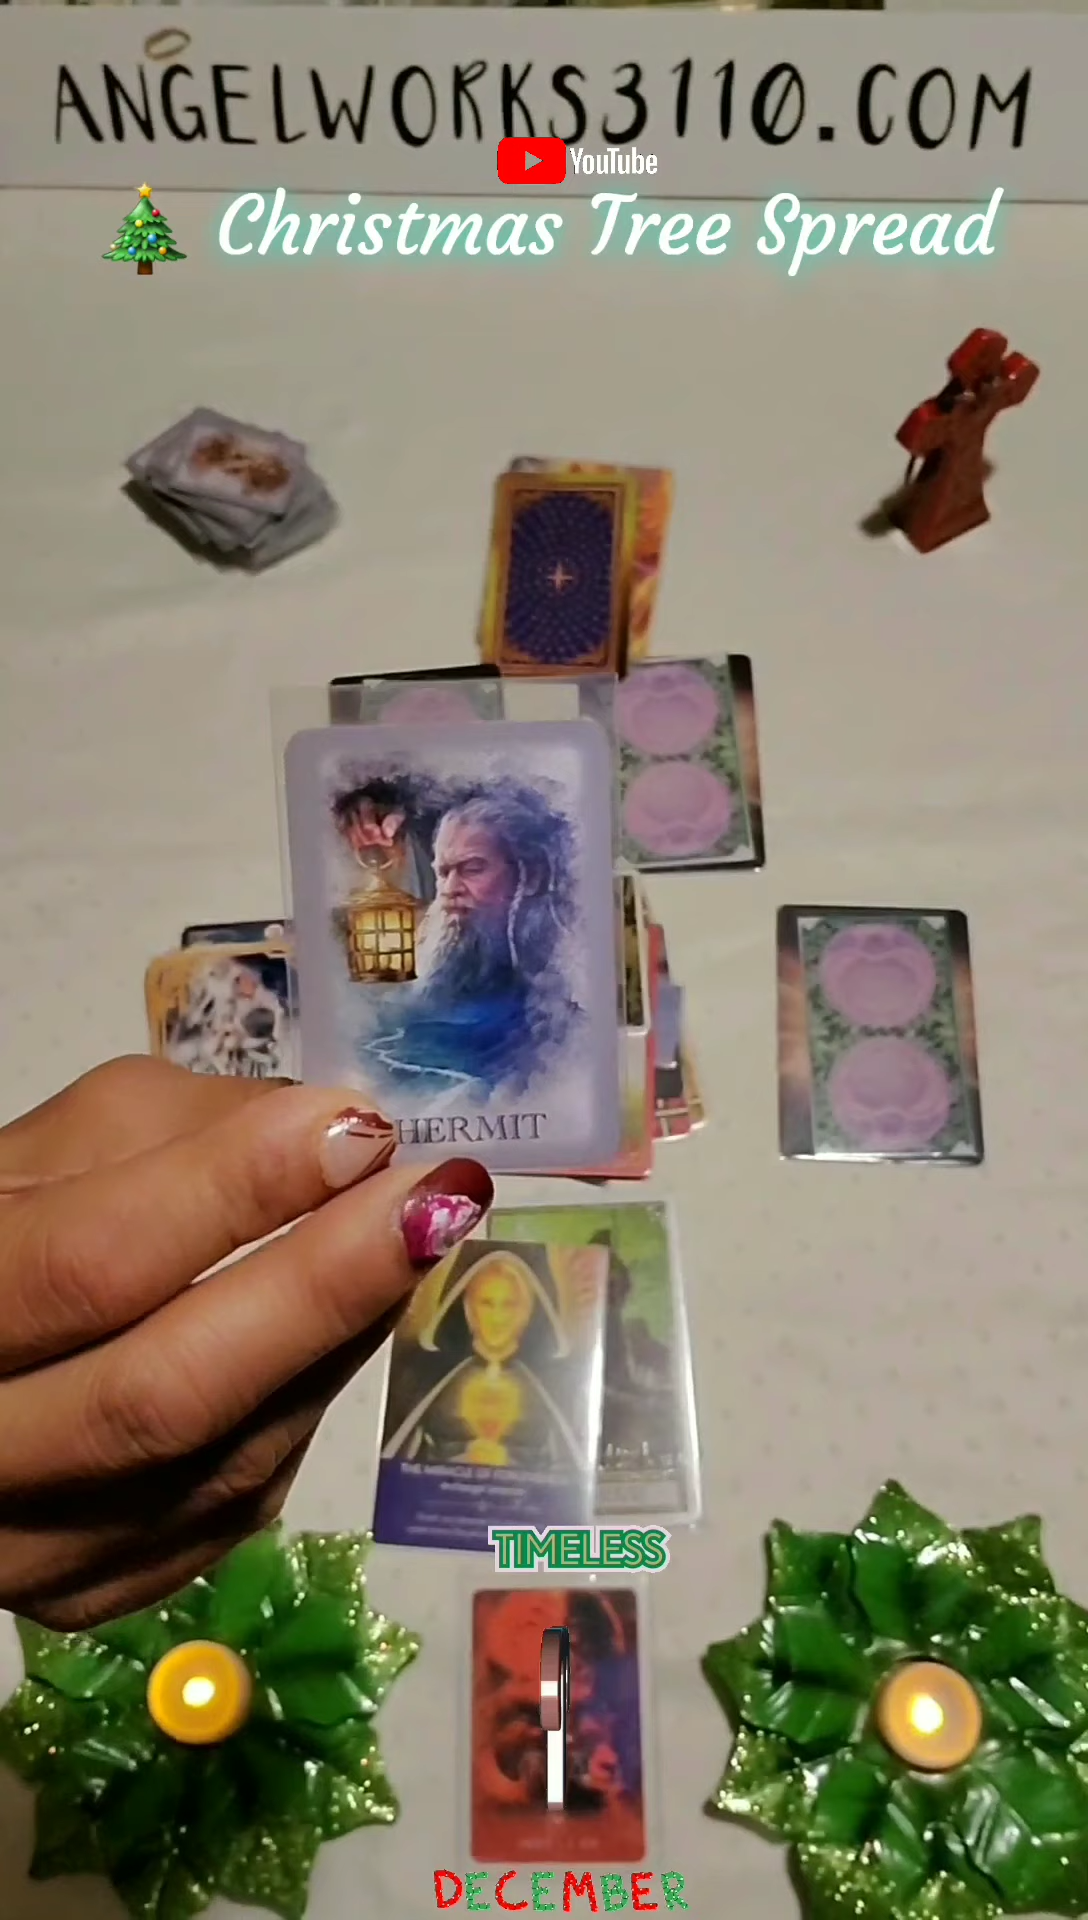 ANGELWORKS3110.COM
YouTube
Christmas Tree Spread
HERMIT
TIMELESS
DECEMBER